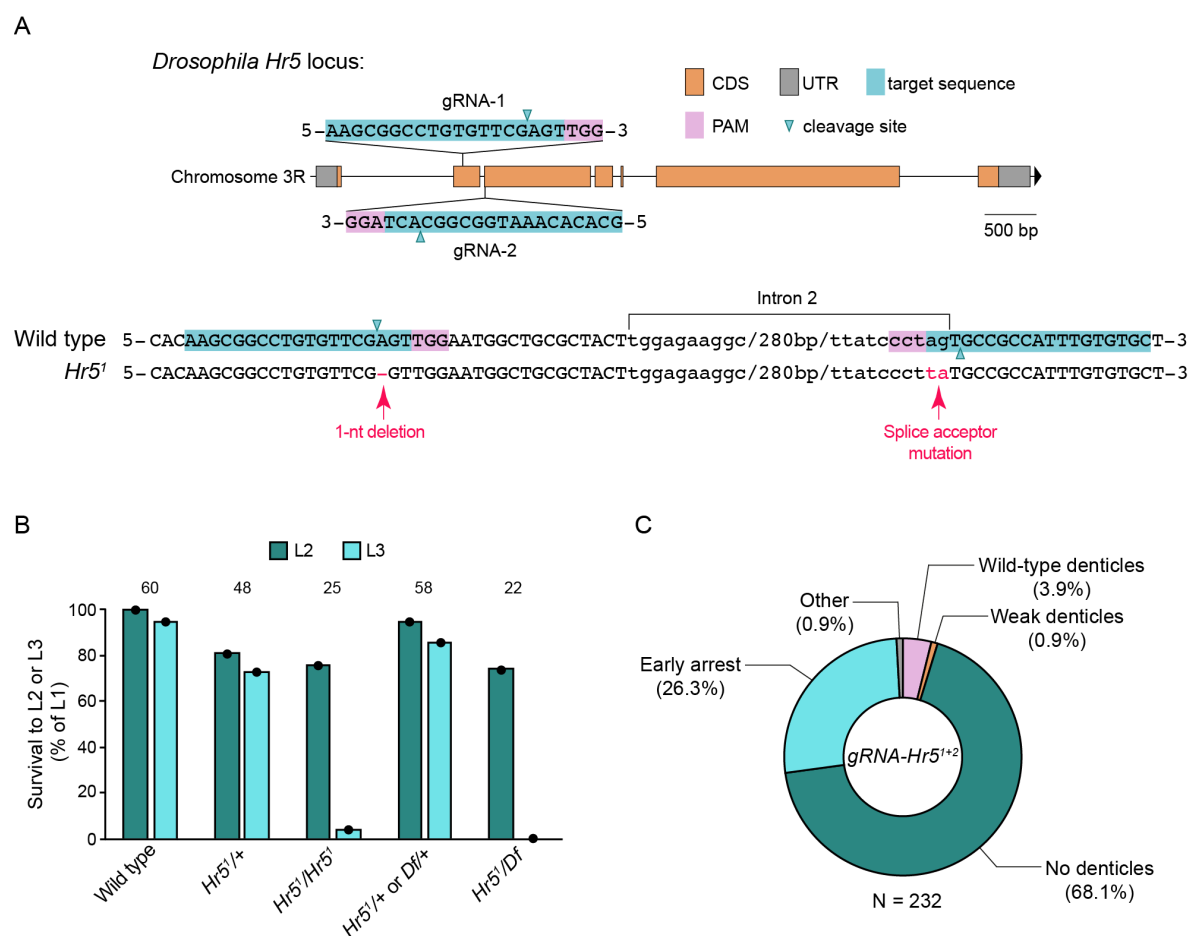 A
Drosophila Hr5 locus:
CDS
UTR
target sequence
PAM
cleavage site
gRNA-1
5–AAGCGGCCTGTGTTCGAGTTGG–3
Chromosome 3R
3–GGATCACGGCGGTAAACACACG–5
gRNA-2
500 bp
Intron 2
Wild type 5–CACAAGCGGCCTGTGTTCGAGTTGGAATGGCTGCGCTACTtggagaaggc/280bp/ttatccctagTGCCGCCATTTGTGTGCT–3
Hr5¹ 5–CACAAGCGGCCTGTGTTCG–GTTGGAATGGCTGCGCTACTtggagaaggc/280bp/ttatccccttaTGCCGCCATTTGTGTGCT–3
1-nt deletion
Splice acceptor
mutation
B
L2
L3
60
48
25
58
22
Survival to L2 or L3
(% of L1)
100
80
60
40
20
0
Wild type
Hr5¹/+
Hr5¹/Hr5¹
Hr5¹/+ or Df/+
Hr5¹/Df
C
Wild-type denticles
(3.9%)
Weak denticles
(0.9%)
Other
(0.9%)
Early arrest
(26.3%)
gRNA-Hr5¹⁺²
No denticles
(68.1%)
N = 232